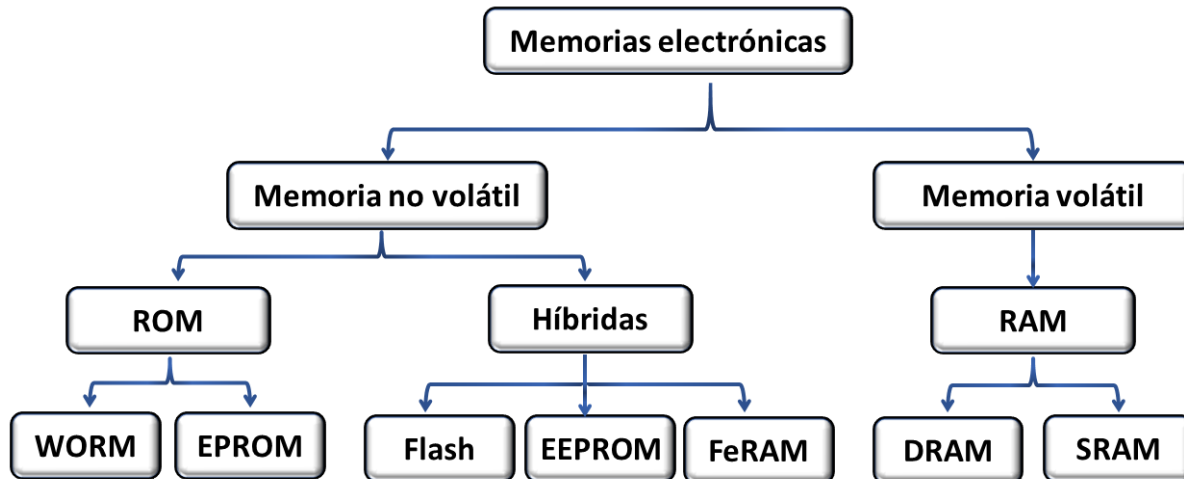 Memorias electrónicas
Memoria no volátil
Memoria volátil
ROM
Híbridas
RAM
WORM
EPROM
Flash
EEPROM
FeRAM
DRAM
SRAM